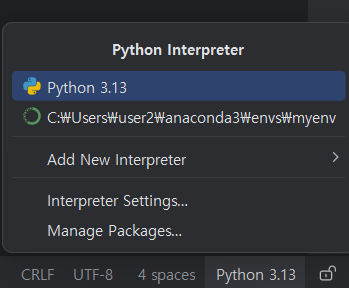 Python Interpreter
Python 3.13
C:₩Users₩user2₩anaconda3₩envs₩myenv
Add New Interpreter
Interpreter Settings...
Manage Packages...
CRLF UTF-8 4 spaces Python 3.13